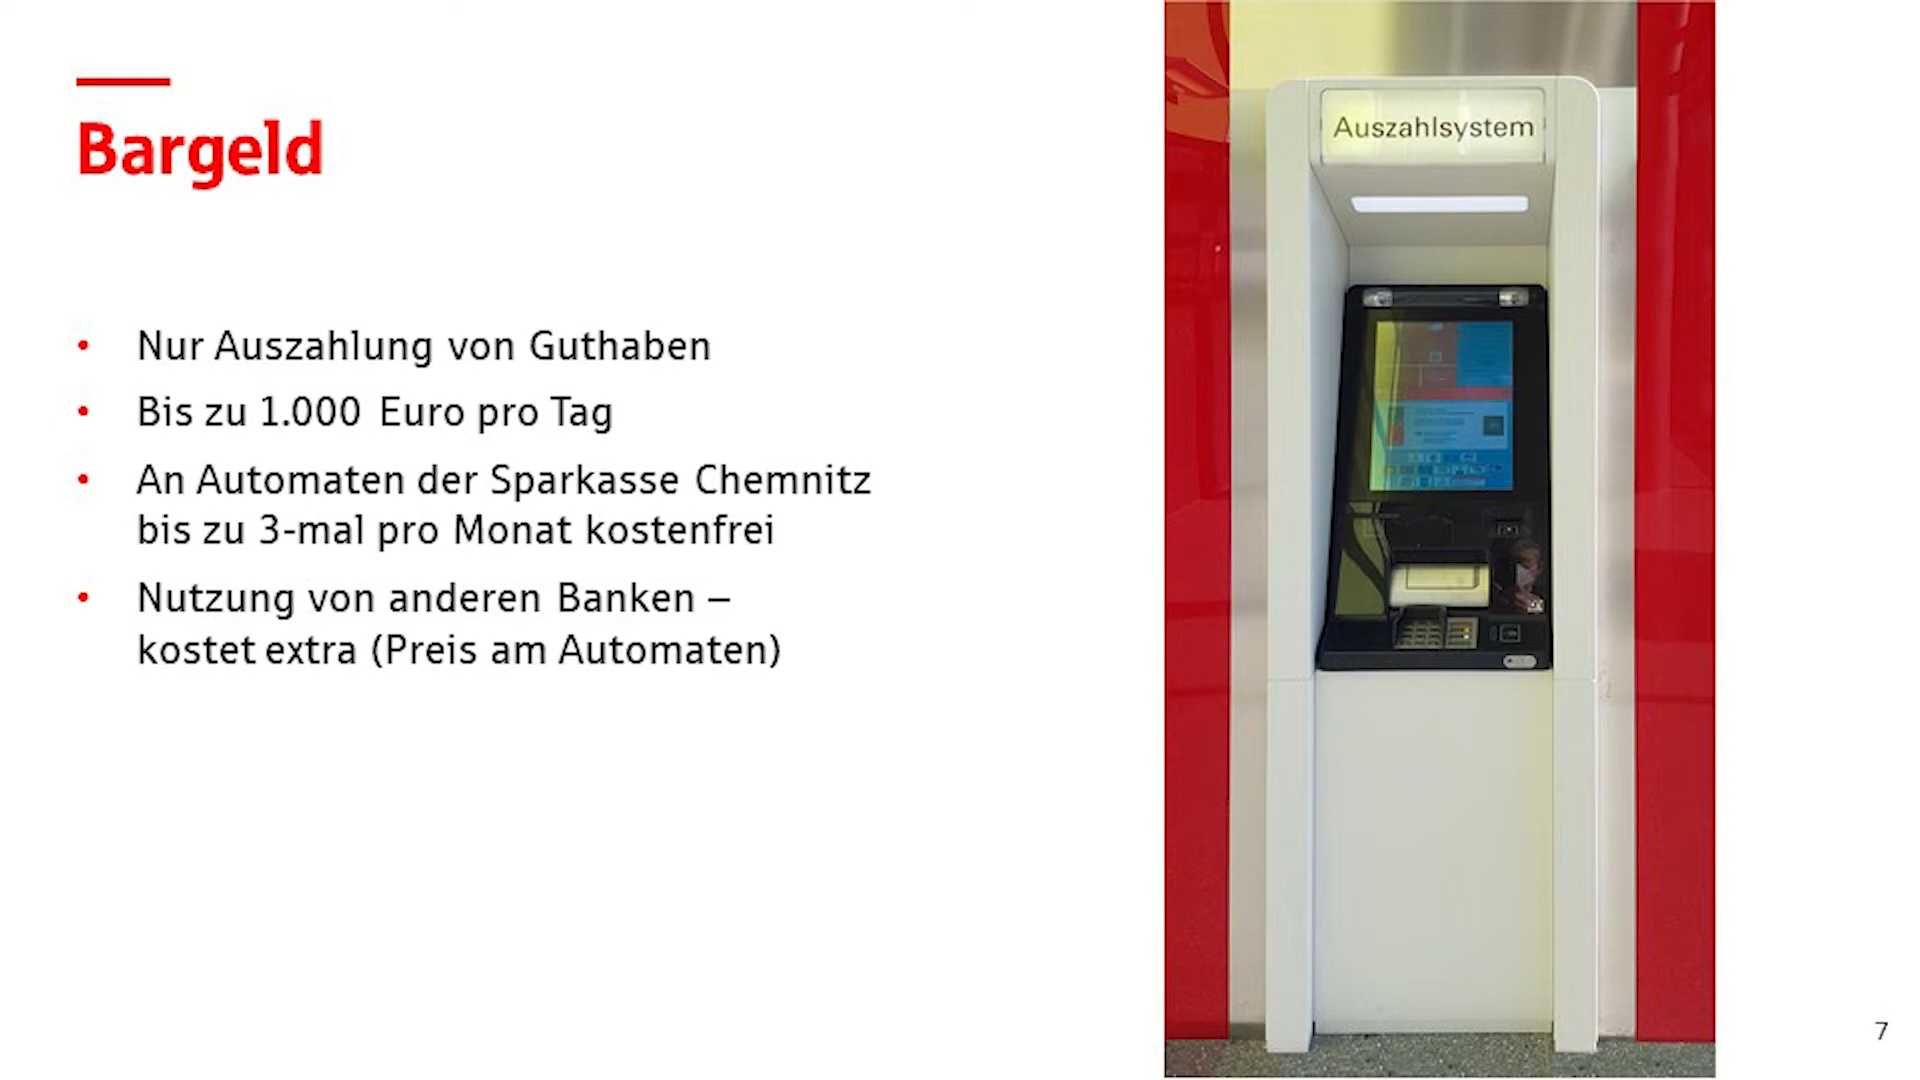 Bargeld
Nur Auszahlung von Guthaben
Bis zu 1.000 Euro pro Tag
An Automaten der Sparkasse Chemnitz
bis zu 3-mal pro Monat kostenfrei
Nutzung von anderen Banken –
kostet extra (Preis am Automaten)
Auszahlsystem
7